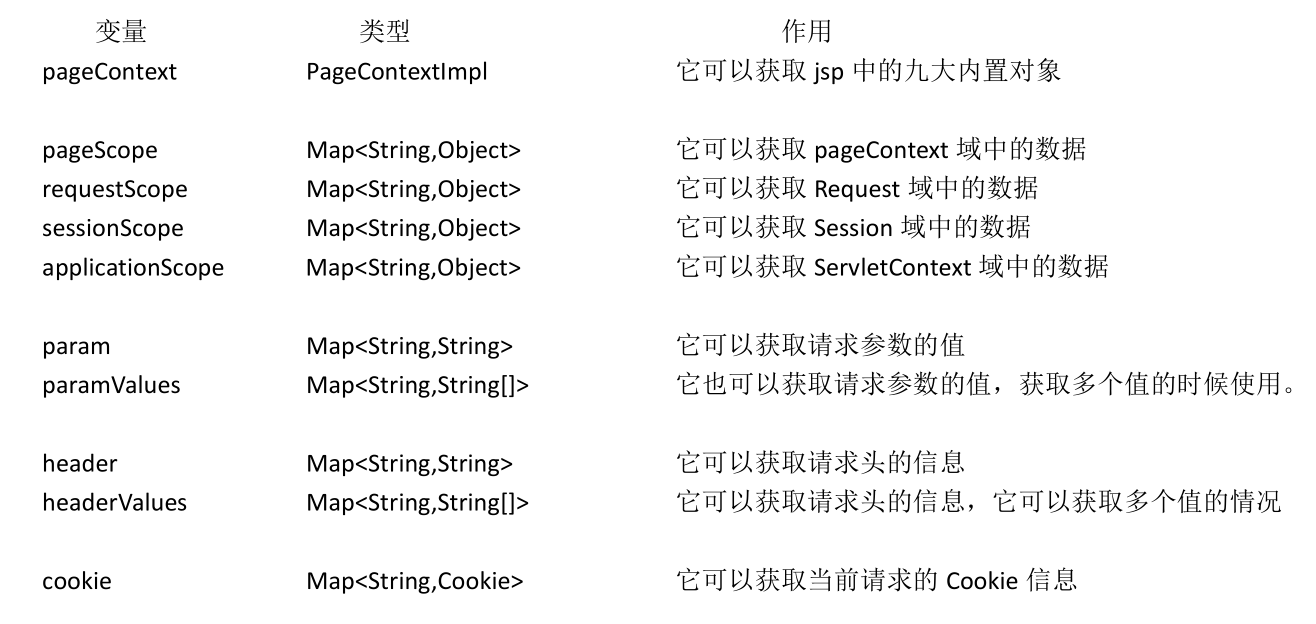 变量 类型 作用
pageContext PageContextImpl 它可以获取 jsp 中的九大内置对象
pageScope Map<String,Object> 它可以获取 pageContext 域中的数据
requestScope Map<String,Object> 它可以获取 Request 域中的数据
sessionScope Map<String,Object> 它可以获取 Session 域中的数据
applicationScope Map<String,Object> 它可以获取 ServletContext 域中的数据
param Map<String,String> 它可以获取请求参数的值
paramValues Map<String,String[]> 它也可以获取请求参数的值，获取多个值的时候使用。
header Map<String,String> 它可以获取请求头的信息
headerValues Map<String,String[]> 它可以获取请求头的信息，它可以获取多个值的情况
cookie Map<String,Cookie> 它可以获取当前请求的 Cookie 信息